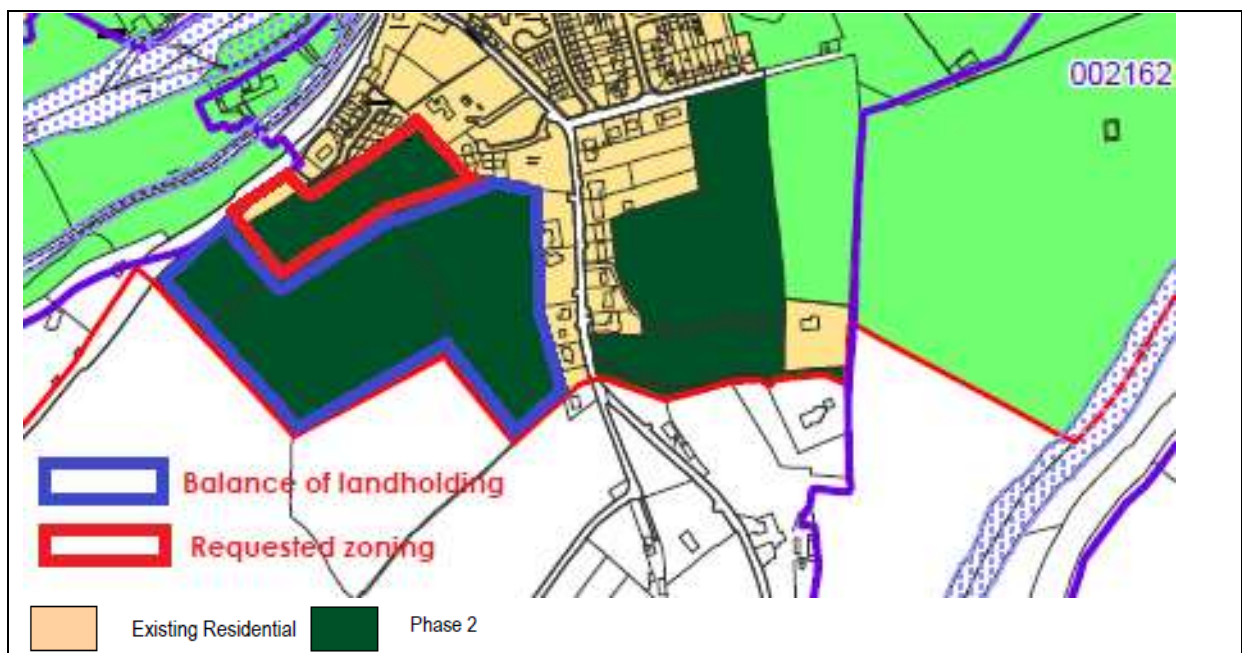 002162
Balance of landholding
Requested zoning
Existing Residential
Phase 2